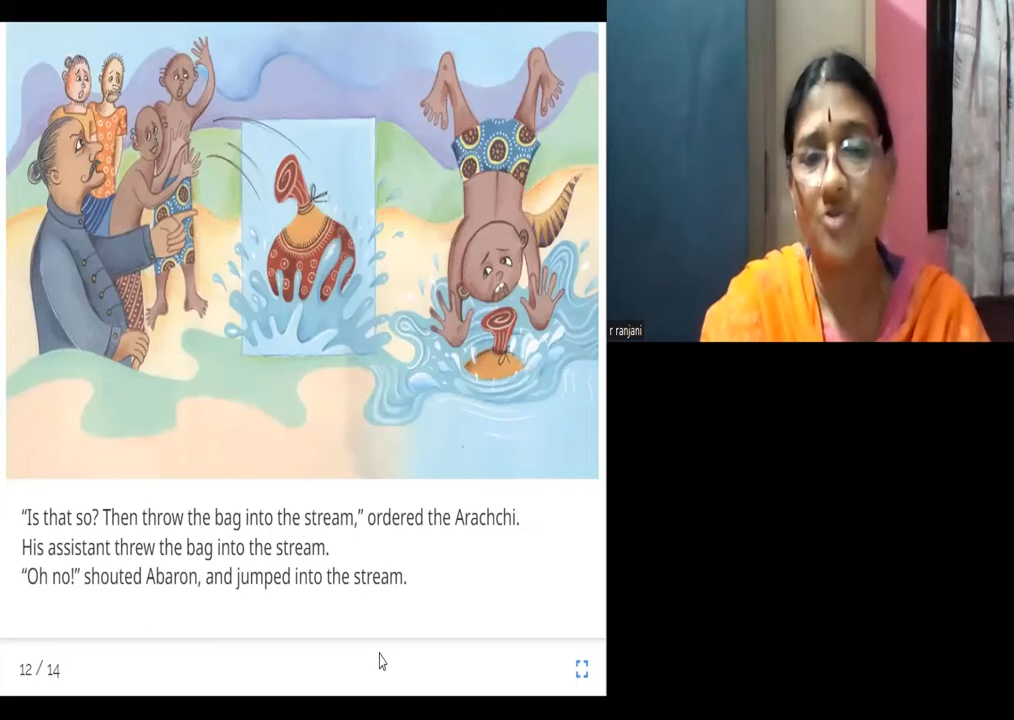 “Is that so? Then throw the bag into the stream,” ordered the Arachchi.
His assistant threw the bag into the stream.
“Oh no!” shouted Abaron, and jumped into the stream.
12 / 14
r ranjani